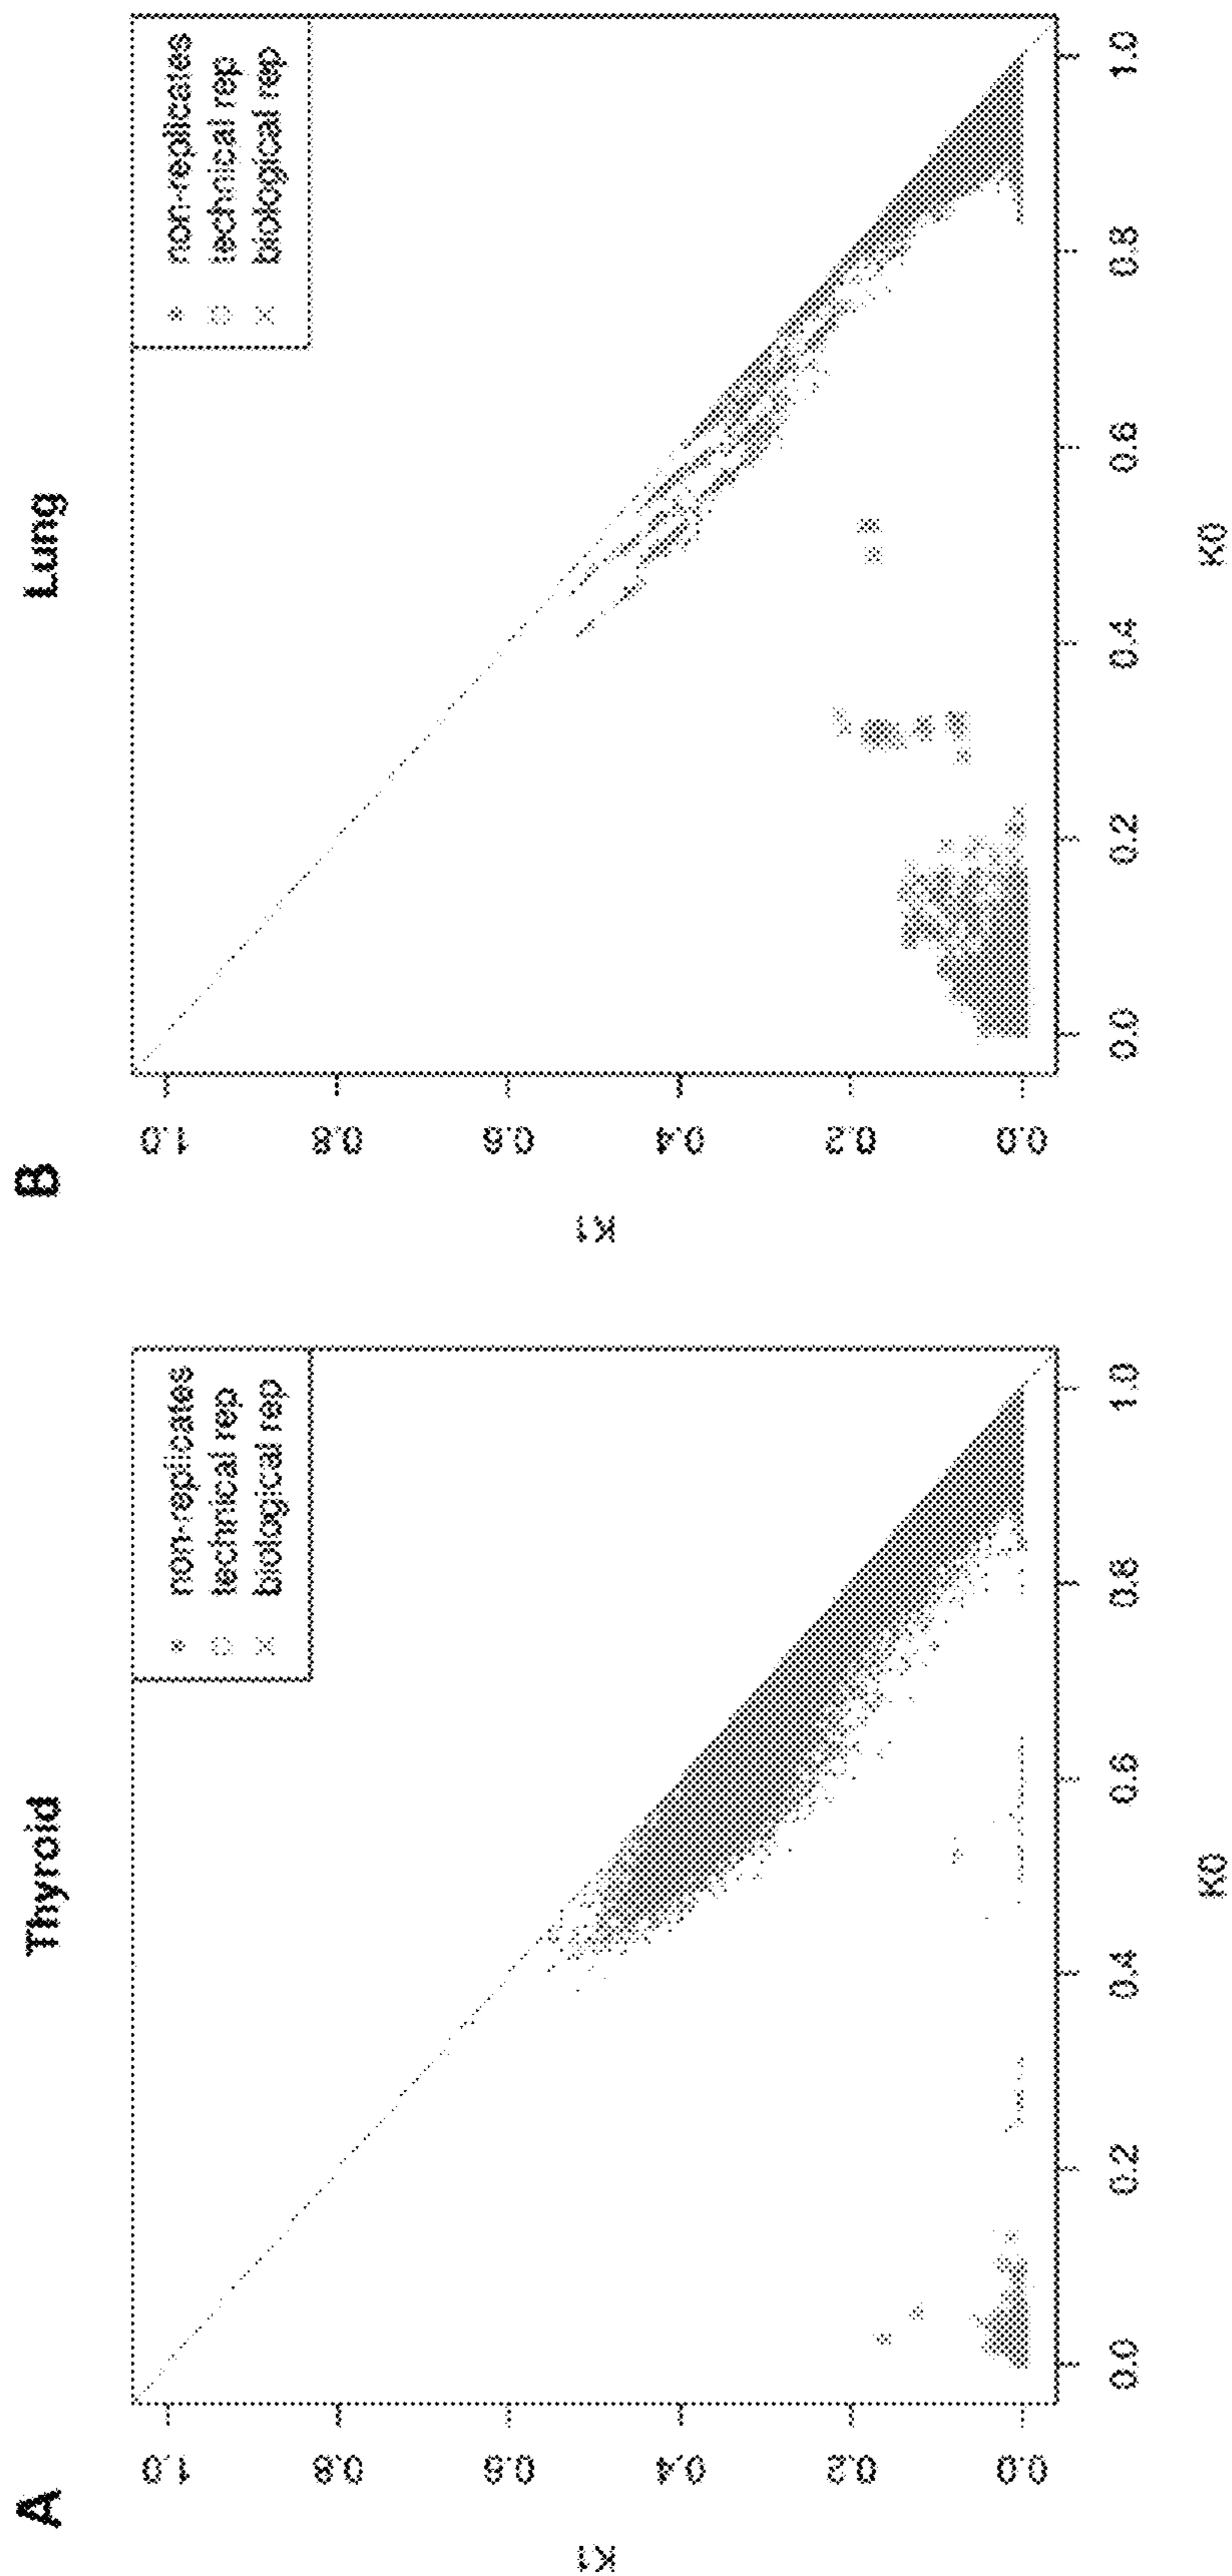 A
Thyroid
non-replicates
technical rep
biological rep
K1
1.0
0.8
0.6
0.4
0.2
0.0
0.0 0.2 0.4 0.6 0.8 1.0
K0
B
Lung
non-replicates
technical rep
biological rep
K1
1.0
0.8
0.6
0.4
0.2
0.0
0.0 0.2 0.4 0.6 0.8 1.0
K0